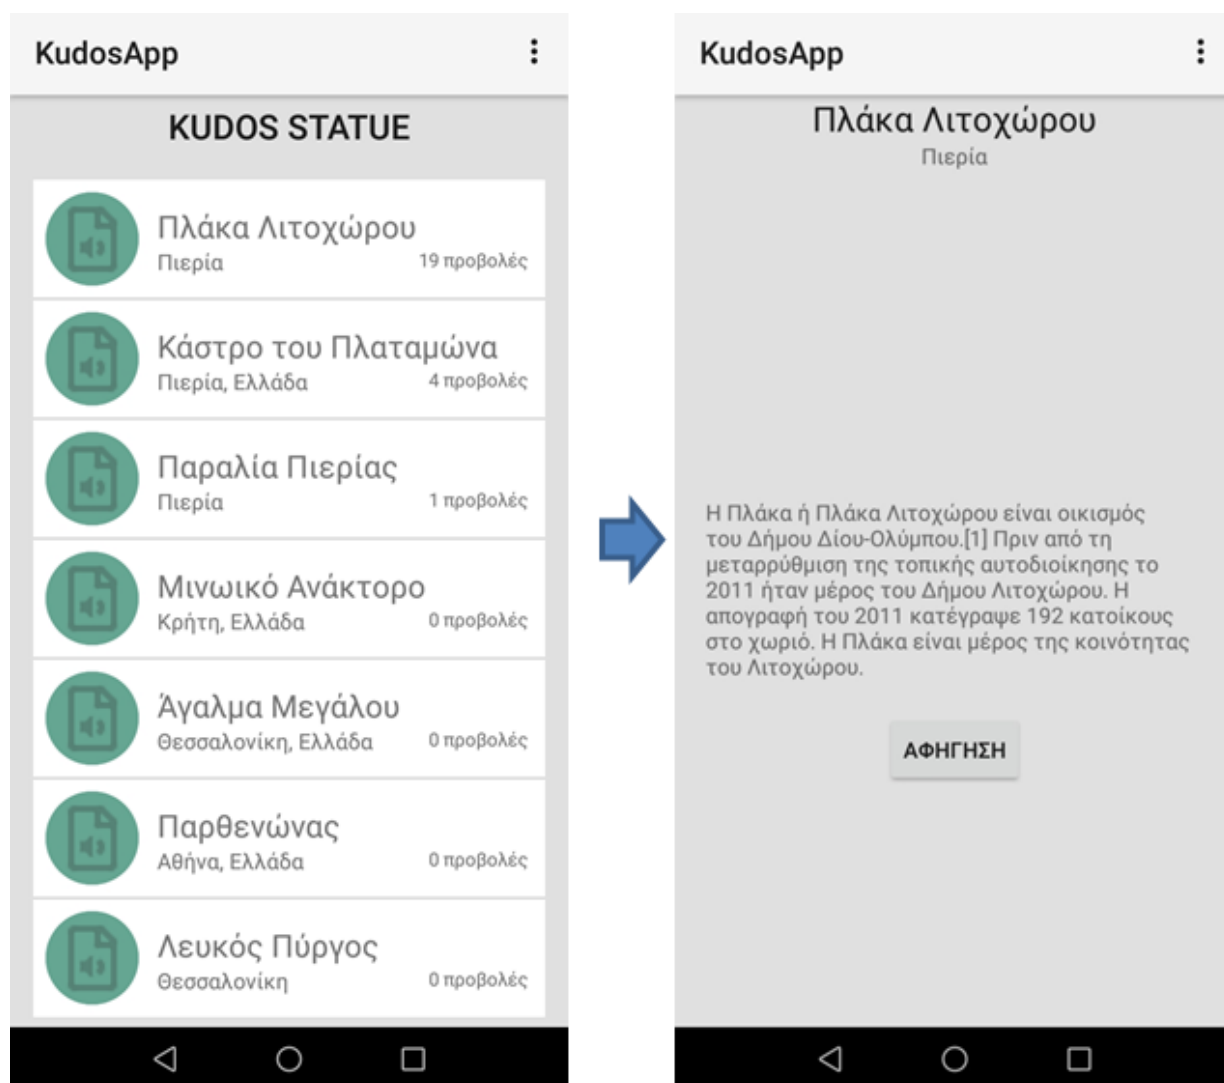 KudosApp
KUDOS STATUE
Πλάκα Λιτοχώρου
Πιερία
19 προβολές
Κάστρο του Πλαταμώνα
Πιερία, Ελλάδα
4 προβολές
Παραλία Πιερίας
Πιερία
1 προβολές
Μινωικό Ανάκτορο
Κρήτη, Ελλάδα
0 προβολές
Άγαλμα Μεγάλου
Θεσσαλονίκη, Ελλάδα
0 προβολές
Παρθενώνας
Αθήνα, Ελλάδα
0 προβολές
Λευκός Πύργος
Θεσσαλονίκη
0 προβολές
KudosApp
Πλάκα Λιτοχώρου
Πιερία
Η Πλάκα ή Πλάκα Λιτοχώρου είναι οικισμός
του Δήμου Δίου-Ολύμπου.[1] Πριν από τη
μεταρρύθμιση της τοπικής αυτοδιοίκησης το
2011 ήταν μέρος του Δήμου Λιτοχώρου. Η
απογραφή του 2011 κατέγραψε 192 κατοίκους
στο χωριό. Η Πλάκα είναι μέρος της κοινότητας
του Λιτοχώρου.
ΑΦΗΓΗΣΗ